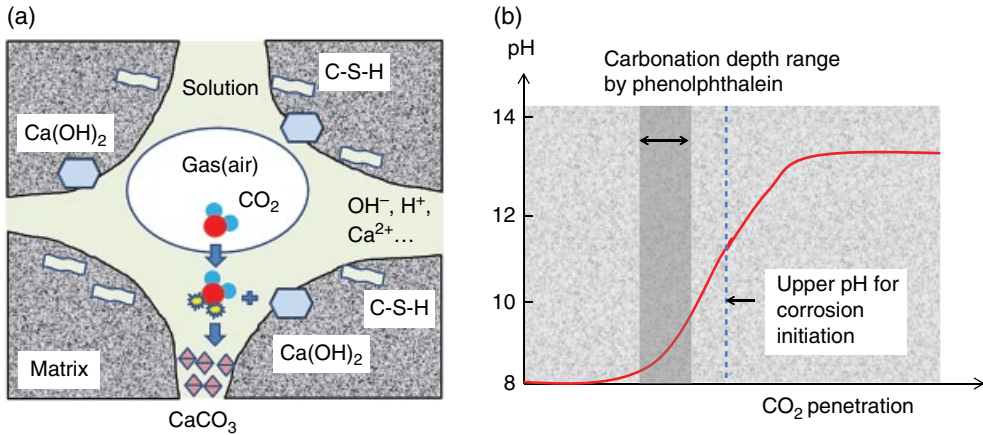 (a)
Solution
C-S-H
Ca(OH)₂
Gas(air)
CO₂
OH⁻, H⁺,
Ca²⁺...
C-S-H
Ca(OH)₂
Matrix
CaCO₃
(b)
pH
Carbonation depth range
by phenolphthalein
14
12
10
8
Upper pH for
corrosion
initiation
CO₂ penetration